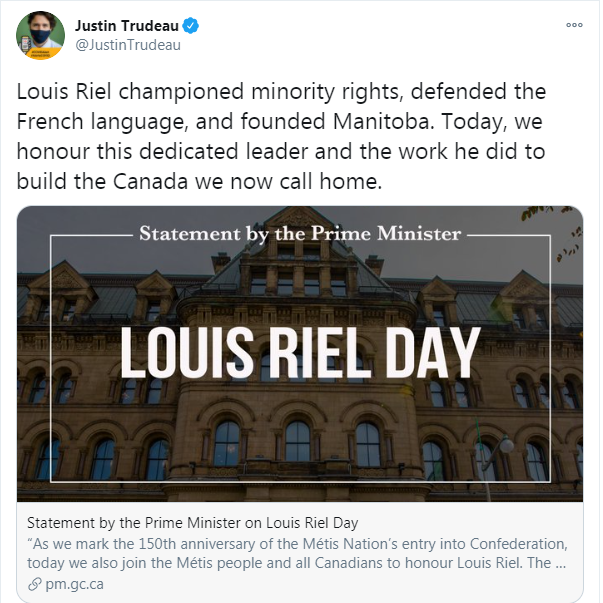 Justin Trudeau
@JustinTrudeau
Louis Riel championed minority rights, defended the
French language, and founded Manitoba. Today, we
honour this dedicated leader and the work he did to
build the Canada we now call home.
Statement by the Prime Minister
LOUIS RIEL DAY
Statement by the Prime Minister on Louis Riel Day
“As we mark the 150th anniversary of the Métis Nation’s entry into Confederation,
today we also join the Métis people and all Canadians to honour Louis Riel. The ...
pm.gc.ca